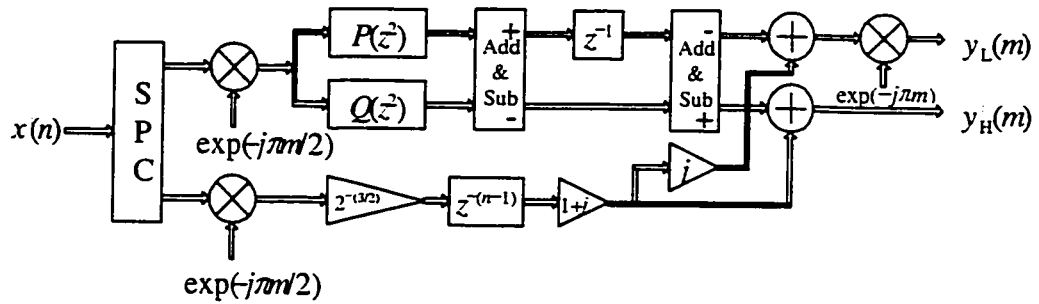 x(n)
S
P
C
exp(-jπm/2)
P(z²)
Q(z²)
+
Add
&
Sub
-
z⁻¹
-
Add
&
Sub
+
exp(-jπm)
y_L(m)
y_H(m)
j
exp(-jπm/2)
2^-(3/2)
z^-(n-1)
1+j